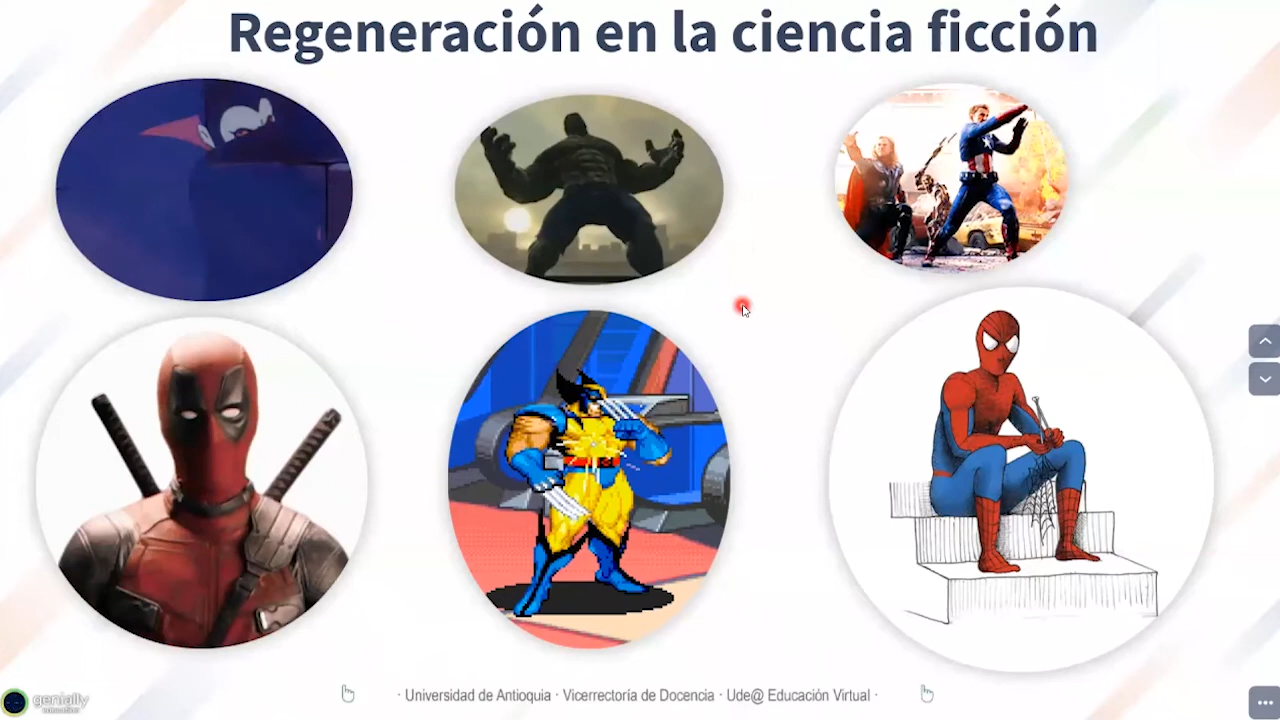 Regeneración en la ciencia ficción
genially
· Universidad de Antioquia · Vicerrectoría de Docencia · Ude@ Educación Virtual ·